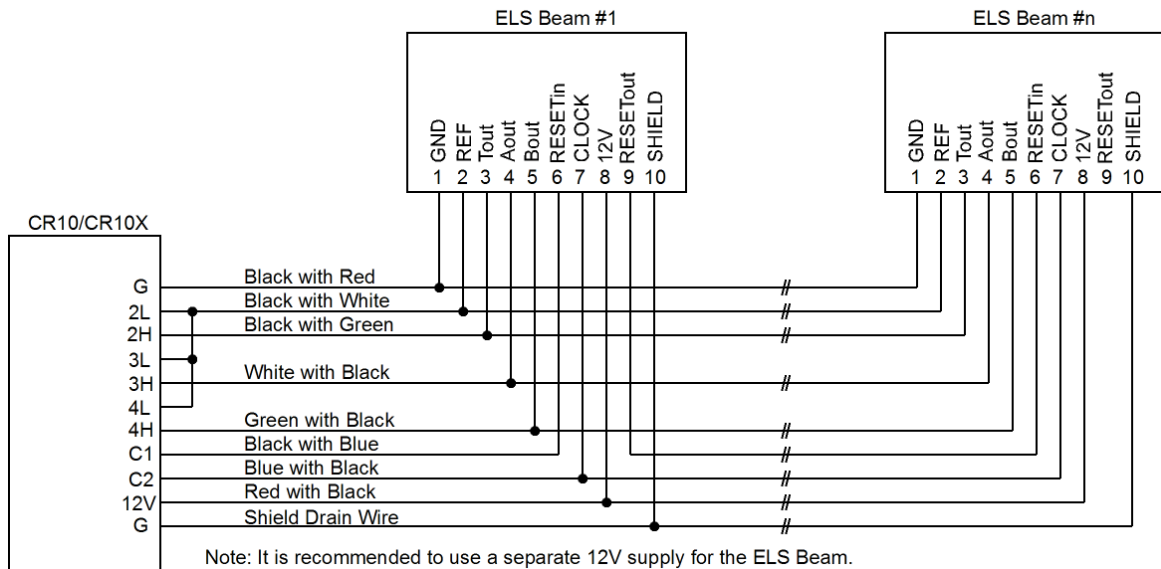 ELS Beam #1
ELS Beam #n
GND REF Tout Aout Bout RESETin CLOCK 12V RESETout SHIELD
1 2 3 4 5 6 7 8 9 10
GND REF Tout Aout Bout RESETin CLOCK 12V RESETout SHIELD
1 2 3 4 5 6 7 8 9 10
CR10/CR10X
G Black with Red
2L Black with White
2H Black with Green
3L
3H White with Black
4L
4H Green with Black
C1 Black with Blue
C2 Blue with Black
12V Red with Black
G Shield Drain Wire
Note: It is recommended to use a separate 12V supply for the ELS Beam.